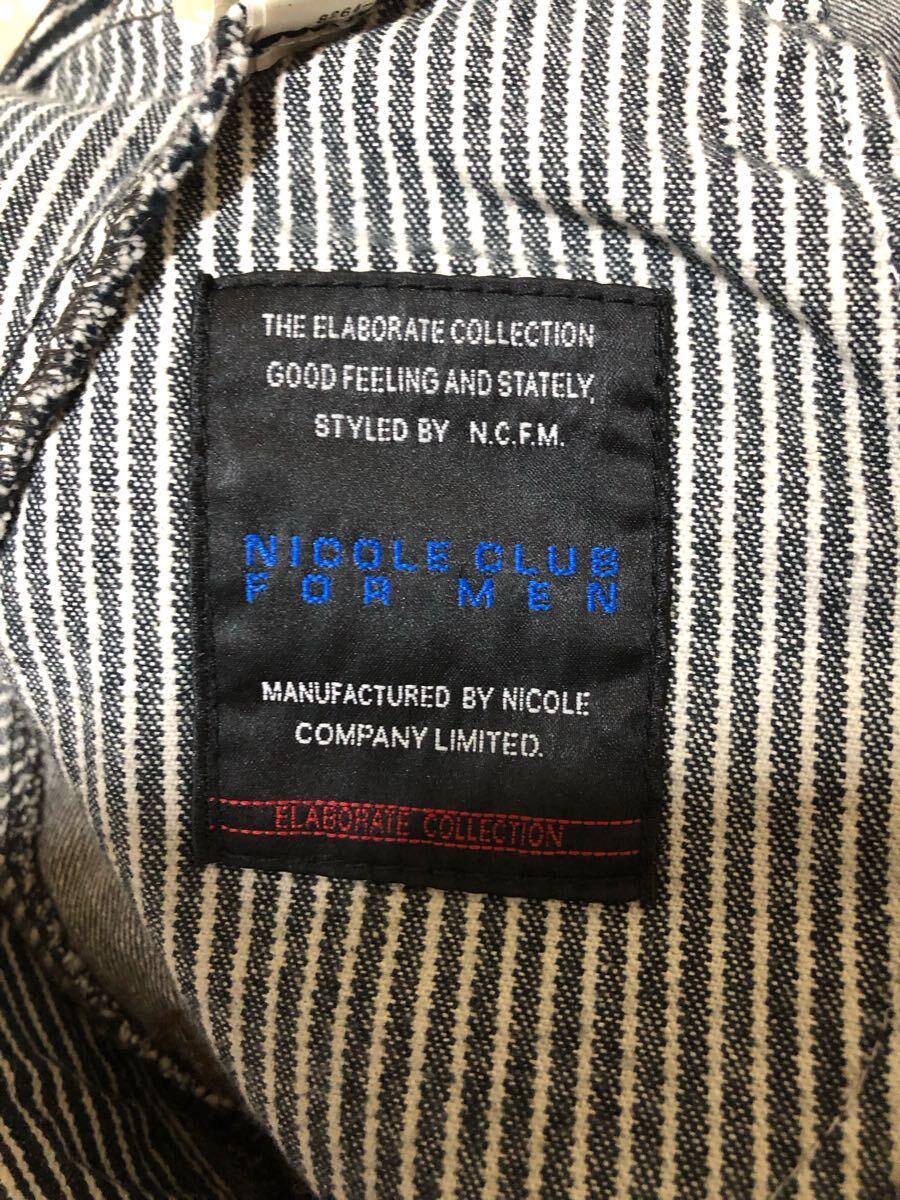 THE ELABORATE COLLECTION
GOOD FEELING AND STATELY,
STYLED BY N.C.F.M.
NICOLE CLUB
FOR MEN
MANUFACTURED BY NICOLE
COMPANY LIMITED.
ELABORATE COLLECTION